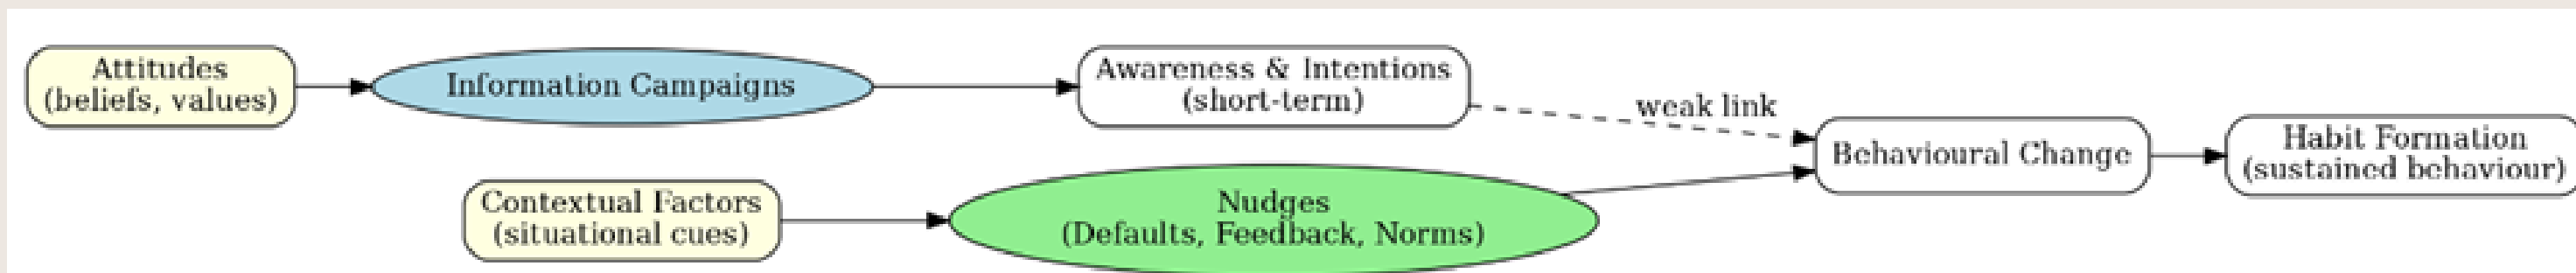 Attitudes
(beliefs, values)
Information Campaigns
Awareness & Intentions
(short-term)
weak link
Contextual Factors
(situational cues)
Nudges
(Defaults, Feedback, Norms)
Behavioural Change
Habit Formation
(sustained behaviour)